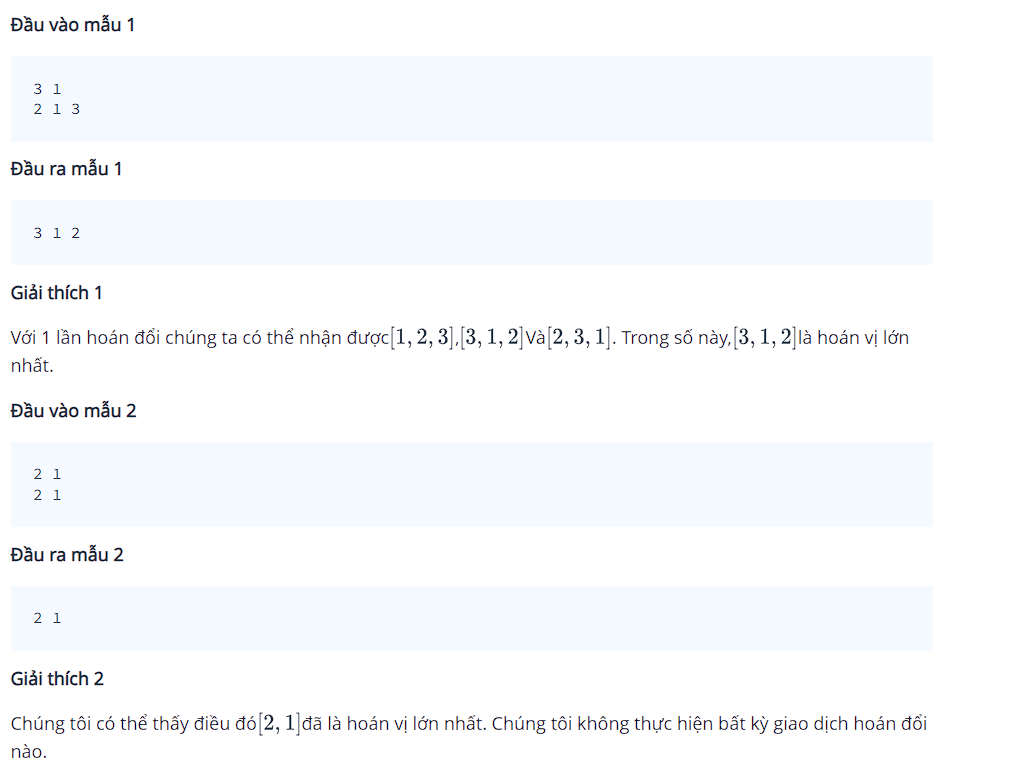 Đầu vào mẫu 1
3 1
2 1 3
Đầu ra mẫu 1
3 1 2
Giải thích 1
Với 1 lần hoán đổi chúng ta có thể nhận được[1, 2, 3],[3, 1, 2]Và[2, 3, 1]. Trong số này,[3, 1, 2]là hoán vị lớn
nhất.
Đầu vào mẫu 2
2 1
2 1
Đầu ra mẫu 2
2 1
Giải thích 2
Chúng tôi có thể thấy điều đó[2, 1]đã là hoán vị lớn nhất. Chúng tôi không thực hiện bất kỳ giao dịch hoán đổi
nào.